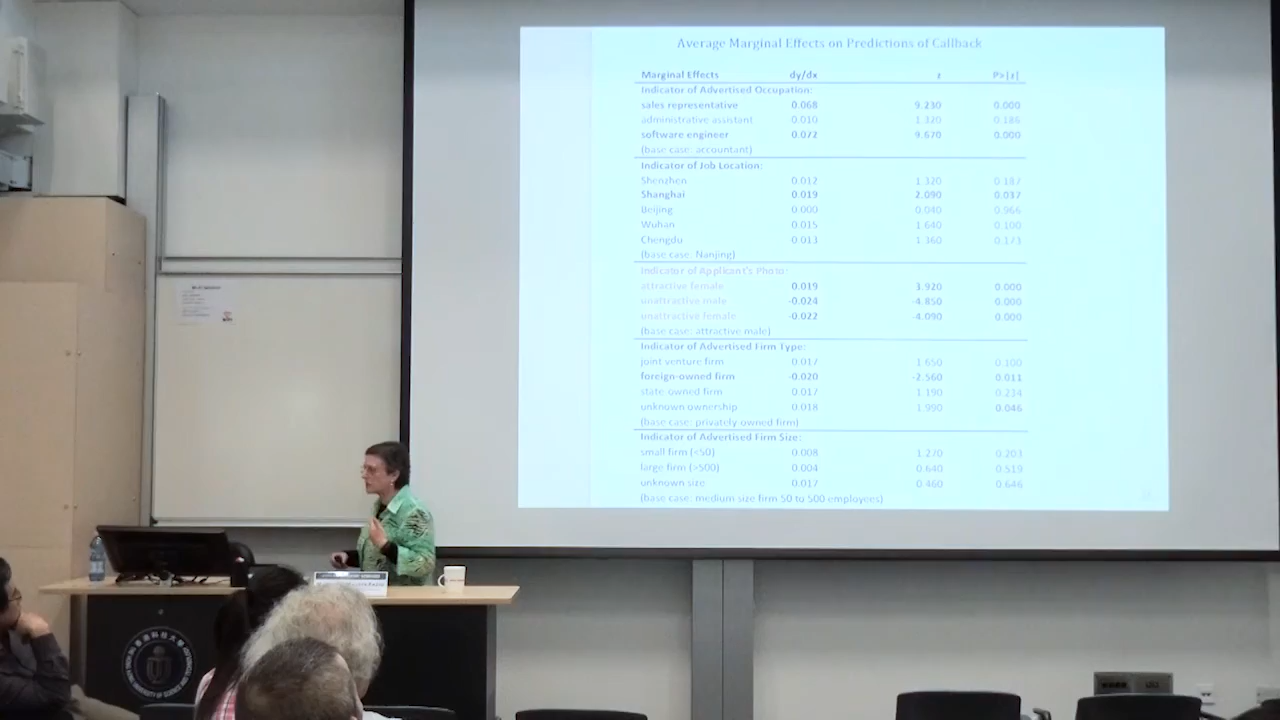 Average Marginal Effects on Predictions of Callback
Marginal Effects dy/dx z P>|z|
Indicator of Advertised Occupation:
sales representative 0.068 9.230 0.000
administrative assistant 0.010 1.320 0.186
software engineer 0.072 9.670 0.000
(base case: accountant)
Indicator of Job Location:
Shenzhen 0.012 1.320 0.187
Shanghai 0.019 2.090 0.037
Beijing 0.000 0.040 0.966
Wuhan 0.015 1.640 0.100
Chengdu 0.013 1.360 0.173
(base case: Nanjing)
Indicator of Applicant's Photo:
attractive female 0.019 3.920 0.000
unattractive male -0.024 -4.850 0.000
unattractive female -0.022 -4.090 0.000
(base case: attractive male)
Indicator of Advertised Firm Type:
joint venture firm 0.017 1.650 0.100
foreign-owned firm -0.020 -2.560 0.011
state owned firm 0.017 1.190 0.234
unknown ownership 0.018 1.990 0.046
(base case: privately owned firm)
Indicator of Advertised Firm Size:
small firm (<50) 0.008 1.270 0.203
large firm (>500) 0.004 0.640 0.519
unknown size 0.017 0.460 0.646
(base case: medium size firm 50 to 500 employees)
香港科技大學